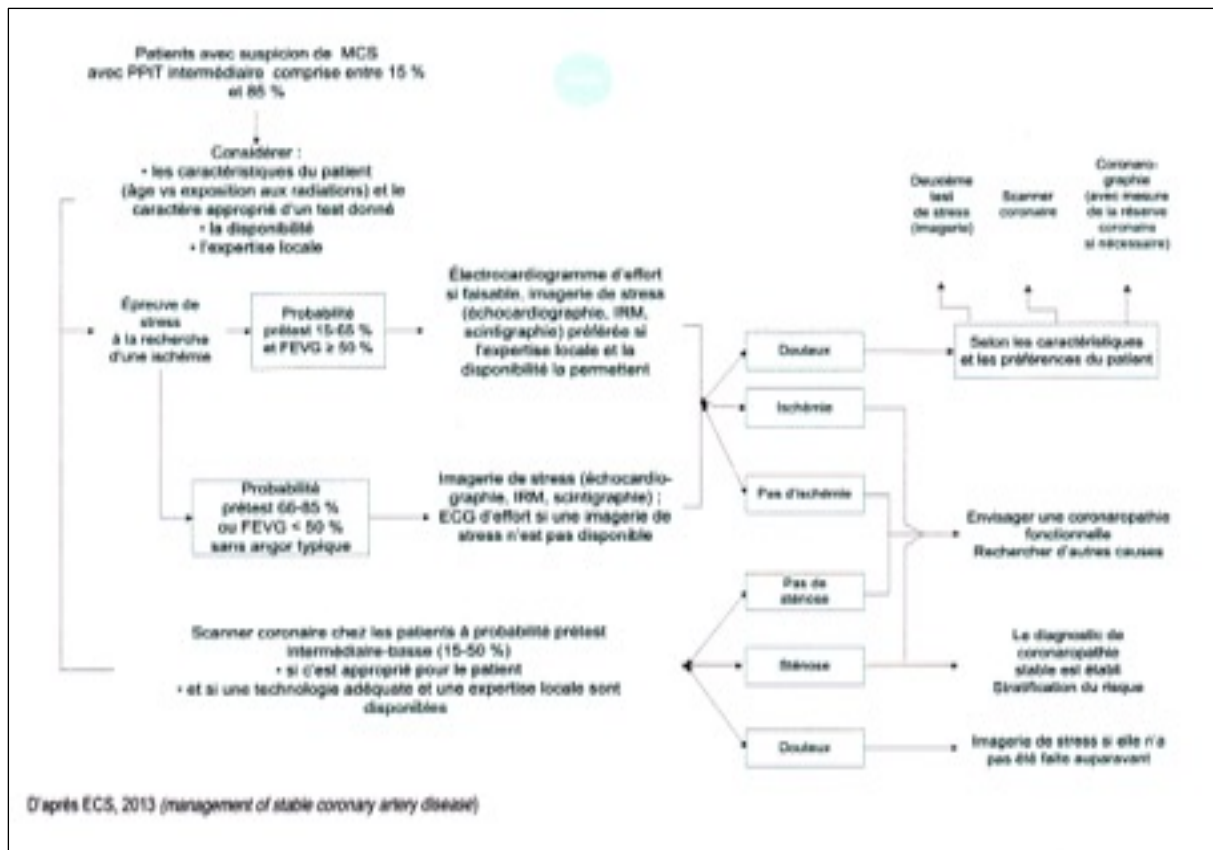 Patients avec suspicion de MCS
avec PPIT intermédiaire comprise entre 15 %
et 85 %
Considérer :
• les caractéristiques du patient
(âge vs exposition aux radiations) et le
caractère approprié d'un test donné
• la disponibilité
• l'expertise locale
Épreuve de
stress
à la recherche
d'une ischémie
Probabilité
prétest 15-65 %
et FEVG ≥ 50 %
Électrocardiogramme d'effort
si faisable, imagerie de stress
(échocardiographie, IRM,
scintigraphie) préférée si
l'expertise locale et la
disponibilité la permettent
Probabilité
prétest 66-85 %
ou FEVG < 50 %
sans angor typique
Imagerie de stress (échocardio-
graphie, IRM, scintigraphie) ;
ECG d'effort si une imagerie de
stress n'est pas disponible
Scanner coronaire chez les patients à probabilité prétest
intermédiaire-basse (15-50 %)
• si c'est approprié pour le patient
• et si une technologie adéquate et une expertise locale sont
disponibles
Douteux
Ischémie
Pas d'ischémie
Pas de
sténose
Sténose
Douteux
Deuxième
test
de stress
(imagerie)
Scanner
coronaire
Coronaro-
graphie
(avec mesure
de la réserve
coronaire
si nécessaire)
Selon les caractéristiques
et les préférences du patient
Envisager une coronaropathie
fonctionnelle
Rechercher d'autres causes
Le diagnostic de
coronaropathie
stable est établi
Stratification du risque
Imagerie de stress si elle n'a
pas été faite auparavant
D'après ECS, 2013 (management of stable coronary artery disease)